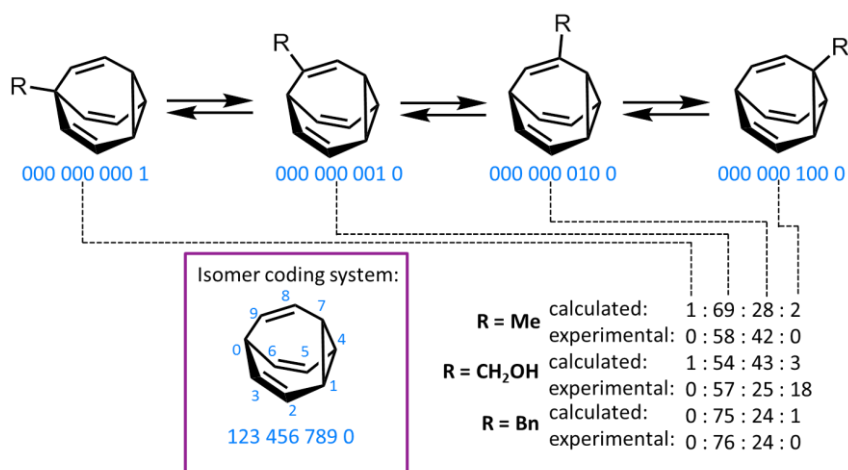 R R R R
000 000 000 1 000 000 001 0 000 000 010 0 000 000 100 0
Isomer coding system:
8
9 7
0 6 5 4
3 1
2
123 456 789 0
R = Me calculated: 1 : 69 : 28 : 2
experimental: 0 : 58 : 42 : 0
R = CH₂OH calculated: 1 : 54 : 43 : 3
experimental: 0 : 57 : 25 : 18
R = Bn calculated: 0 : 75 : 24 : 1
experimental: 0 : 76 : 24 : 0